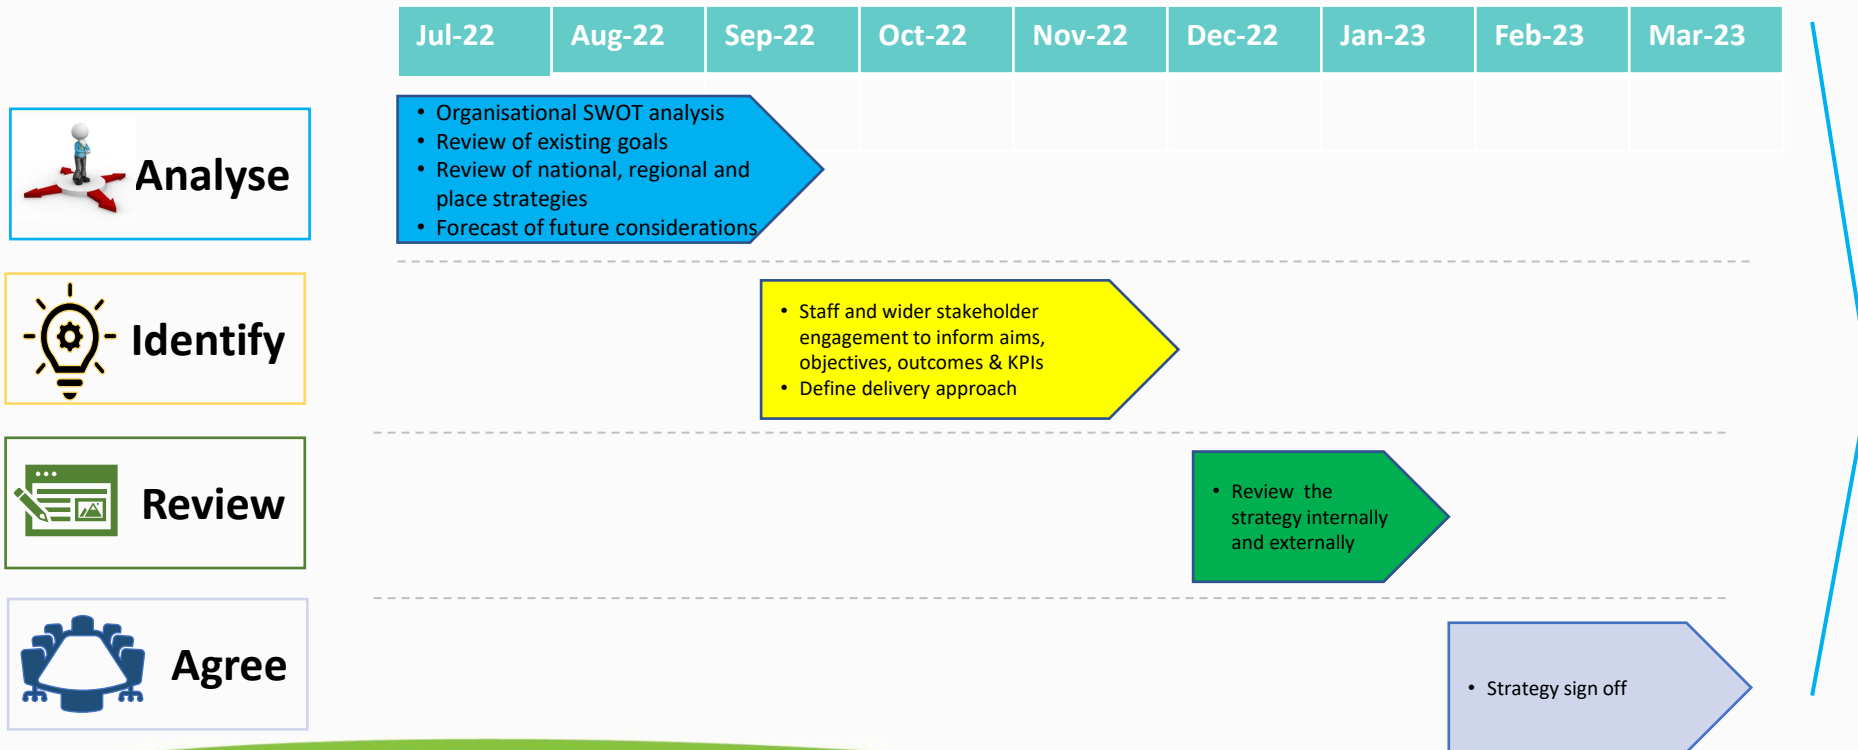 Jul-22 Aug-22 Sep-22 Oct-22 Nov-22 Dec-22 Jan-23 Feb-23 Mar-23
Analyse
• Organisational SWOT analysis
• Review of existing goals
• Review of national, regional and
place strategies
• Forecast of future considerations
Identify
• Staff and wider stakeholder
engagement to inform aims,
objectives, outcomes & KPIs
• Define delivery approach
Review
• Review the
strategy internally
and externally
Agree
• Strategy sign off